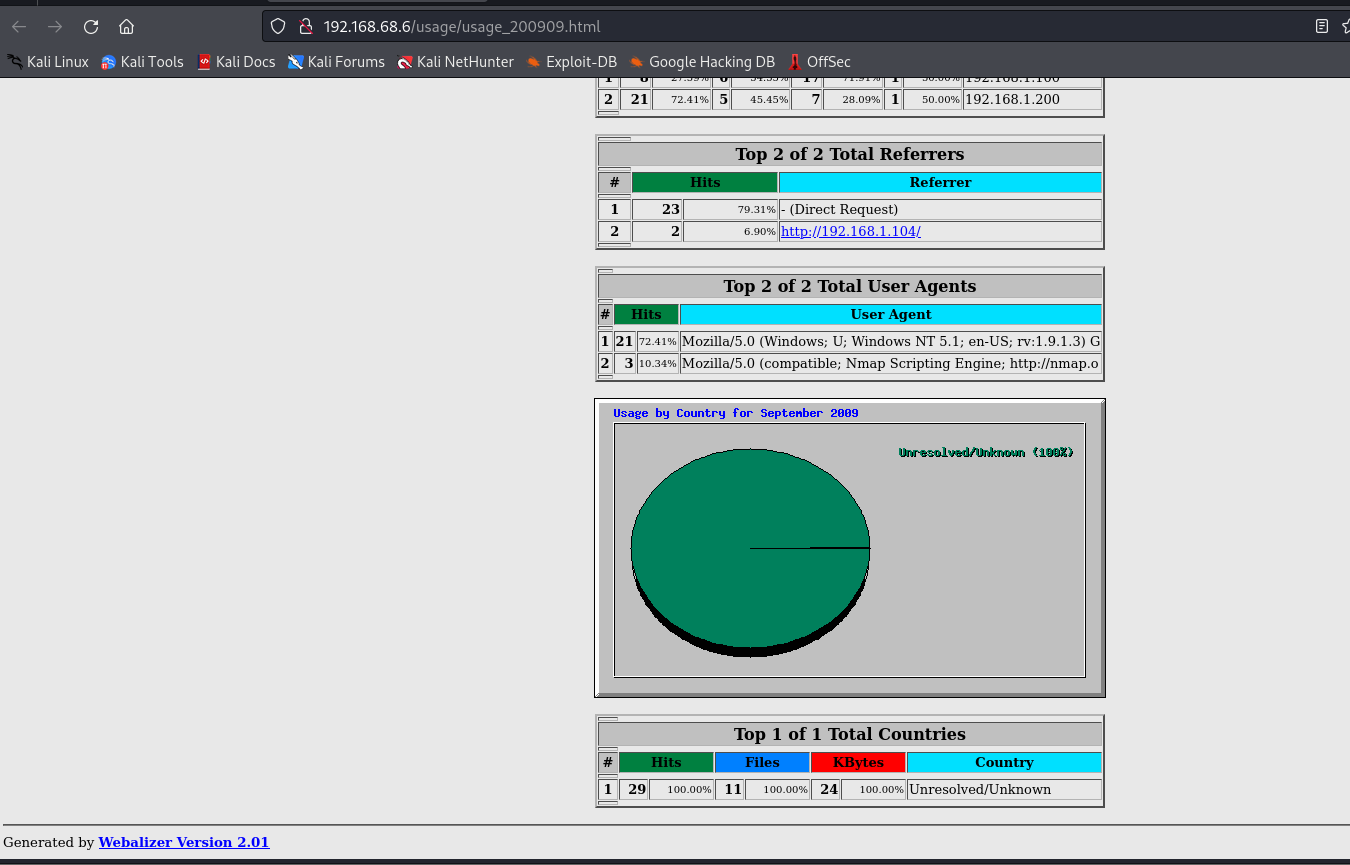 192.168.68.6/usage/usage_200909.html
Kali Linux Kali Tools Kali Docs Kali Forums Kali NetHunter Exploit-DB Google Hacking DB OffSec
1 8 27.59% 6 54.55% 17 71.91% 1 50.00% 192.168.1.100
2 21 72.41% 5 45.45% 7 28.09% 1 50.00% 192.168.1.200
Top 2 of 2 Total Referrers
# Hits Referrer
1 23 79.31% - (Direct Request)
2 2 6.90% http://192.168.1.104/
Top 2 of 2 Total User Agents
# Hits User Agent
1 21 72.41% Mozilla/5.0 (Windows; U; Windows NT 5.1; en-US; rv:1.9.1.3) G
2 3 10.34% Mozilla/5.0 (compatible; Nmap Scripting Engine; http://nmap.o
Usage by Country for September 2009
Unresolved/Unknown (100%)
Top 1 of 1 Total Countries
# Hits Files KBytes Country
1 29 100.00% 11 100.00% 24 100.00% Unresolved/Unknown
Generated by Webalizer Version 2.01